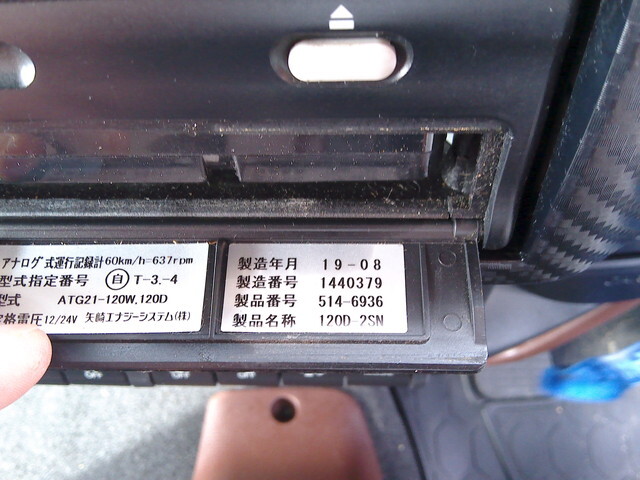 アナログ式運行記録計60km/h=637rpm
型式指定番号 自 T-3.-4
型式 ATG21-120W,120D
定格電圧12/24V 矢崎エナジーシステム(株)
製造年月 19-08
製造番号 1440379
製品番号 514-6936
製品名称 120D-2SN